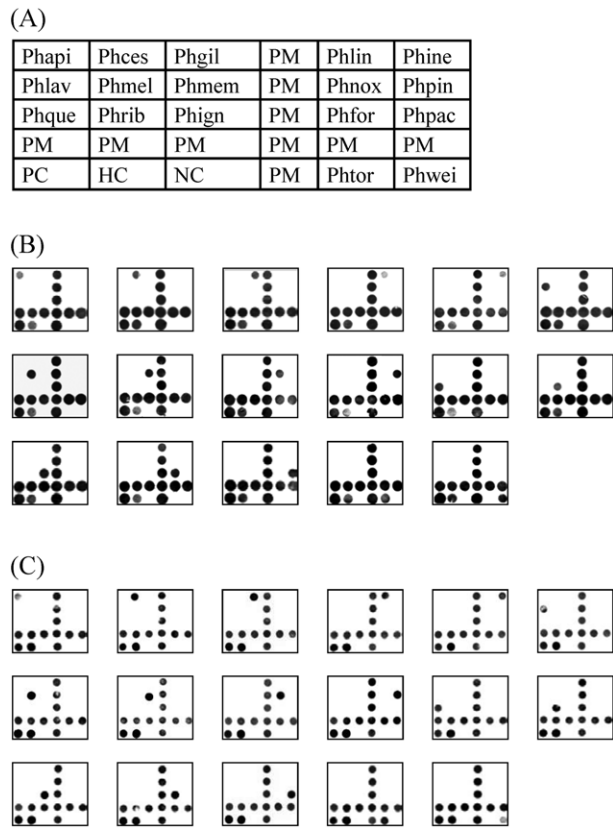 (A)
Phapi Phces Phgil PM Phlin Phine
Phlav Phmel Phmem PM Phnox Phpin
Phque Phrib Phign PM Phfor Phpac
PM PM PM PM PM PM
PC HC NC PM Phtor Phwei
(B)
(C)